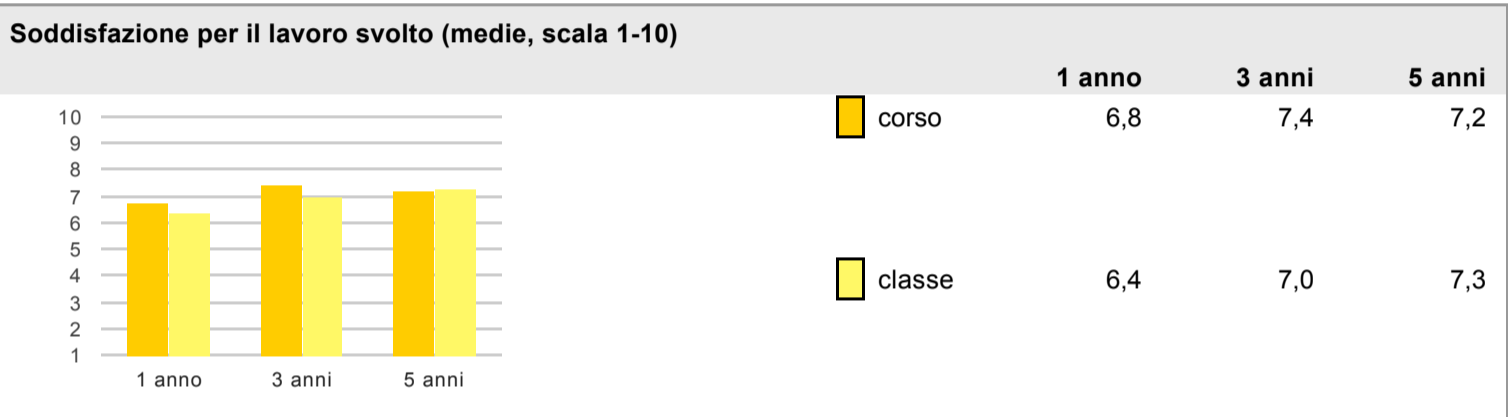 Soddisfazione per il lavoro svolto (medie, scala 1-10)
1 anno 3 anni 5 anni
corso 6,8 7,4 7,2
classe 6,4 7,0 7,3
10
9
8
7
6
5
4
3
2
1
1 anno 3 anni 5 anni